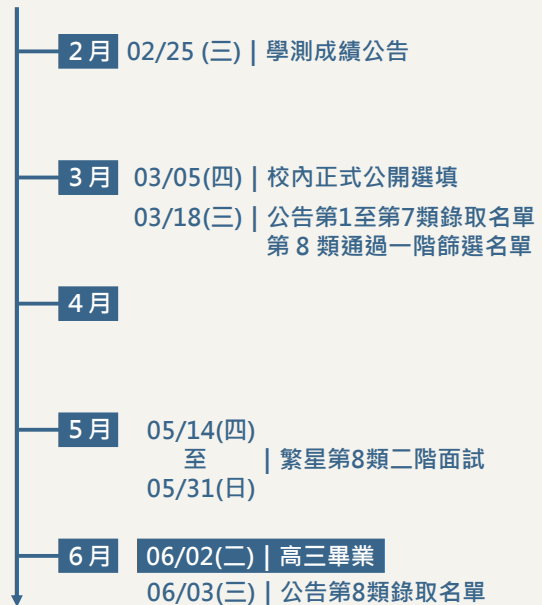 2月 02/25 (三) | 學測成績公告
3月 03/05(四) | 校內正式公開選填
03/18(三) | 公告第1至第7類錄取名單
第 8 類通過一階篩選名單
4月
5月 05/14(四)
至 | 繁星第8類二階面試
05/31(日)
6月 06/02(二) | 高三畢業
06/03(三) | 公告第8類錄取名單